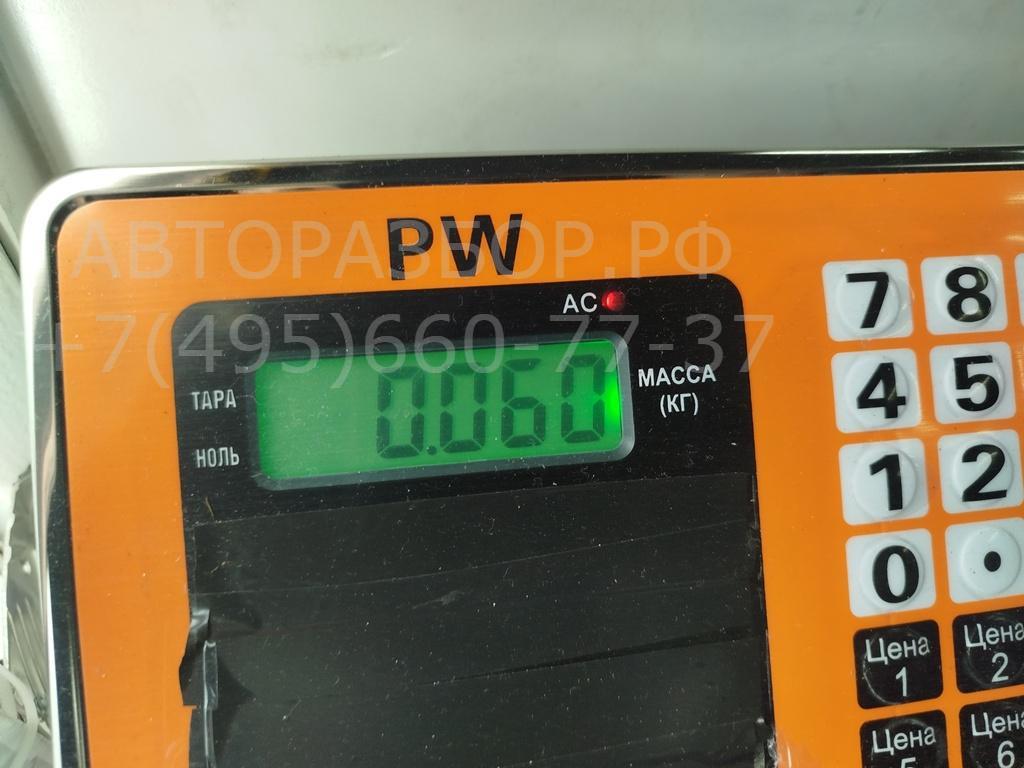 PW
АВТОРАЗБОР.РФ
AC
+7(495)660-77-37
ТАРА
0.060
МАССА
(КГ)
НОЛЬ
7 8
4 5
1 2
0 •
Цена 1
Цена 2
Цена 5
Цена 6